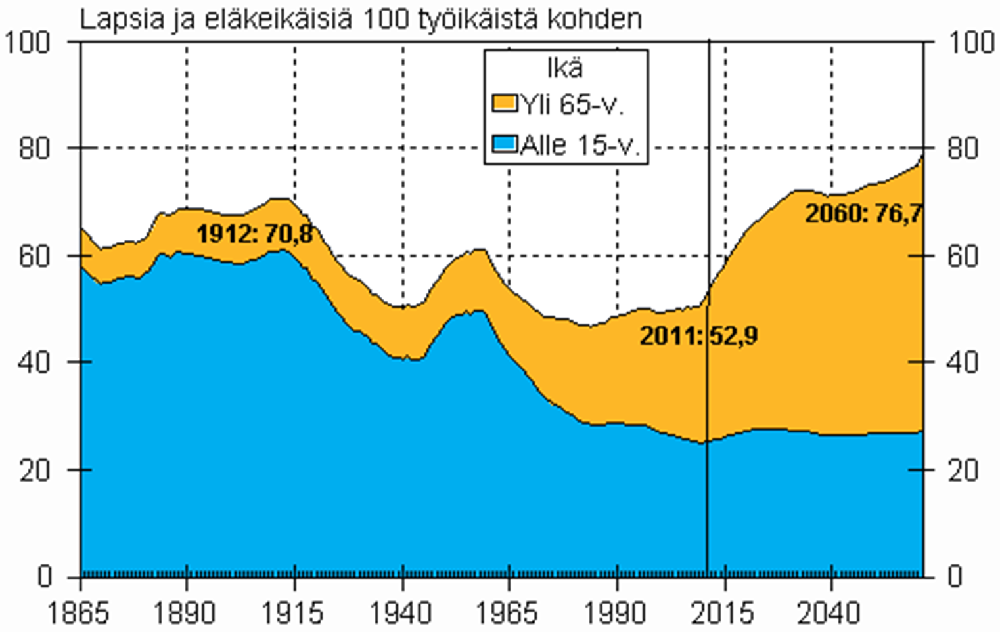 Lapsia ja eläkeikäisiä 100 työikäistä kohden
100 100
Ikä
Yli 65-v.
80 Alle 15-v. 80
2060: 76,7
1912: 70,8
60 60
2011: 52,9
40 40
20 20
0 0
1865 1890 1915 1940 1965 1990 2015 2040